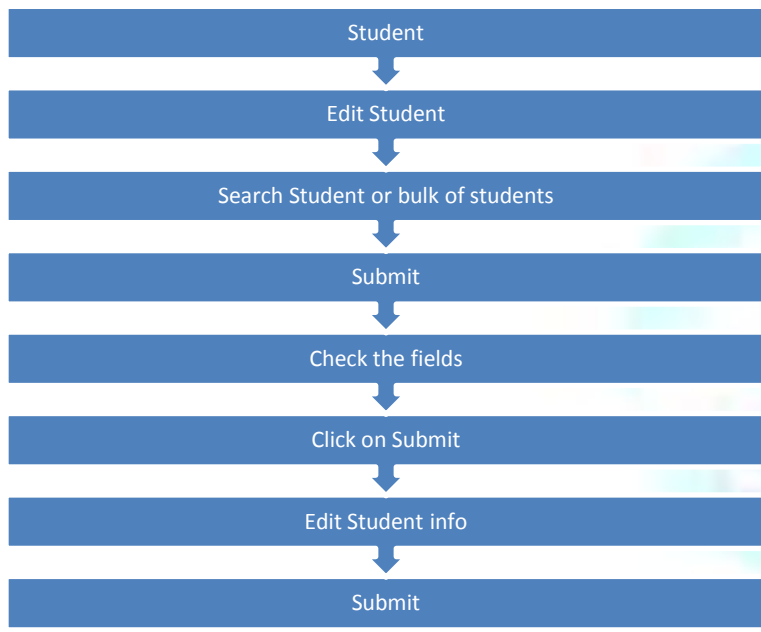 Student
Edit Student
Search Student or bulk of students
Submit
Check the fields
Click on Submit
Edit Student info
Submit